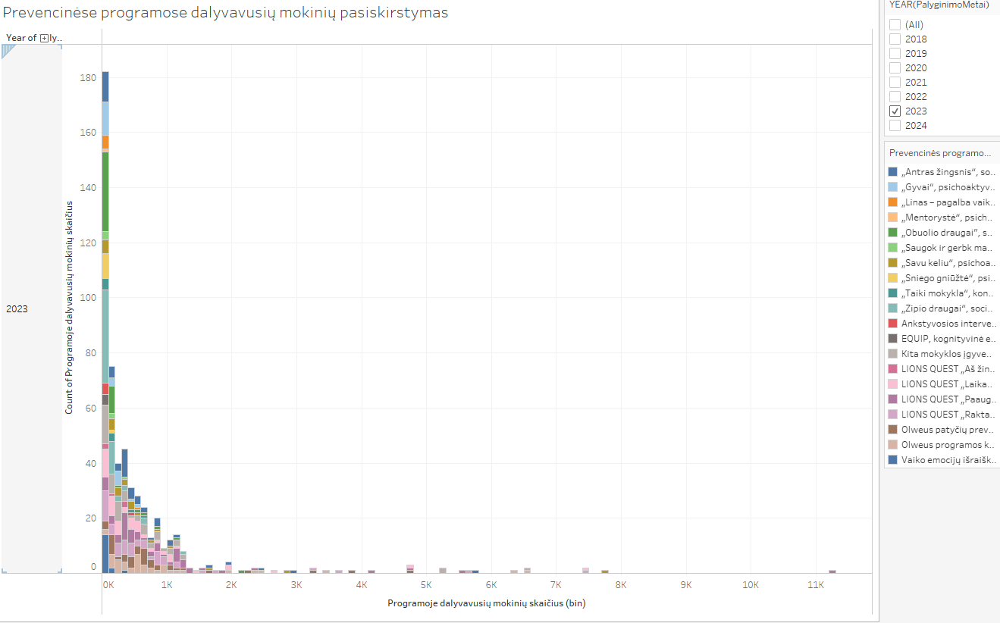 Prevencinėse programose dalyvavusių mokinių pasiskirstymas
Year of ly..
2023
Count of Programoje dalyvavusių mokinių skaičius
180
160
140
120
100
80
60
40
20
0
0K 1K 2K 3K 4K 5K 6K 7K 8K 9K 10K 11K
Programoje dalyvavusių mokinių skaičius (bin)
YEAR(PalyginimoMetai)
(All)
2018
2019
2020
2021
2022
2023
2024
Prevencinės programo...
„Antras žingsnis“, so..
„Gyvai“, psichoaktyv..
„Linas – pagalba vaik..
„Mentorystė“, psich..
„Obuolio draugai“, s..
„Saugok ir gerbk ma..
„Savu keliu“, psichoa..
„Sniego gniūžtė“, psi..
„Taiki mokykla“, kon..
„Zipio draugai“, soci..
Ankstyvosios interve..
EQUIP, kognityvinė e..
Kita mokyklos įgyve..
LIONS QUEST „Aš žin..
LIONS QUEST „Laika..
LIONS QUEST „Paaug..
LIONS QUEST „Rakta..
Olweus patyčių prev..
Olweus programos k..
Vaiko emocijų išraišk..